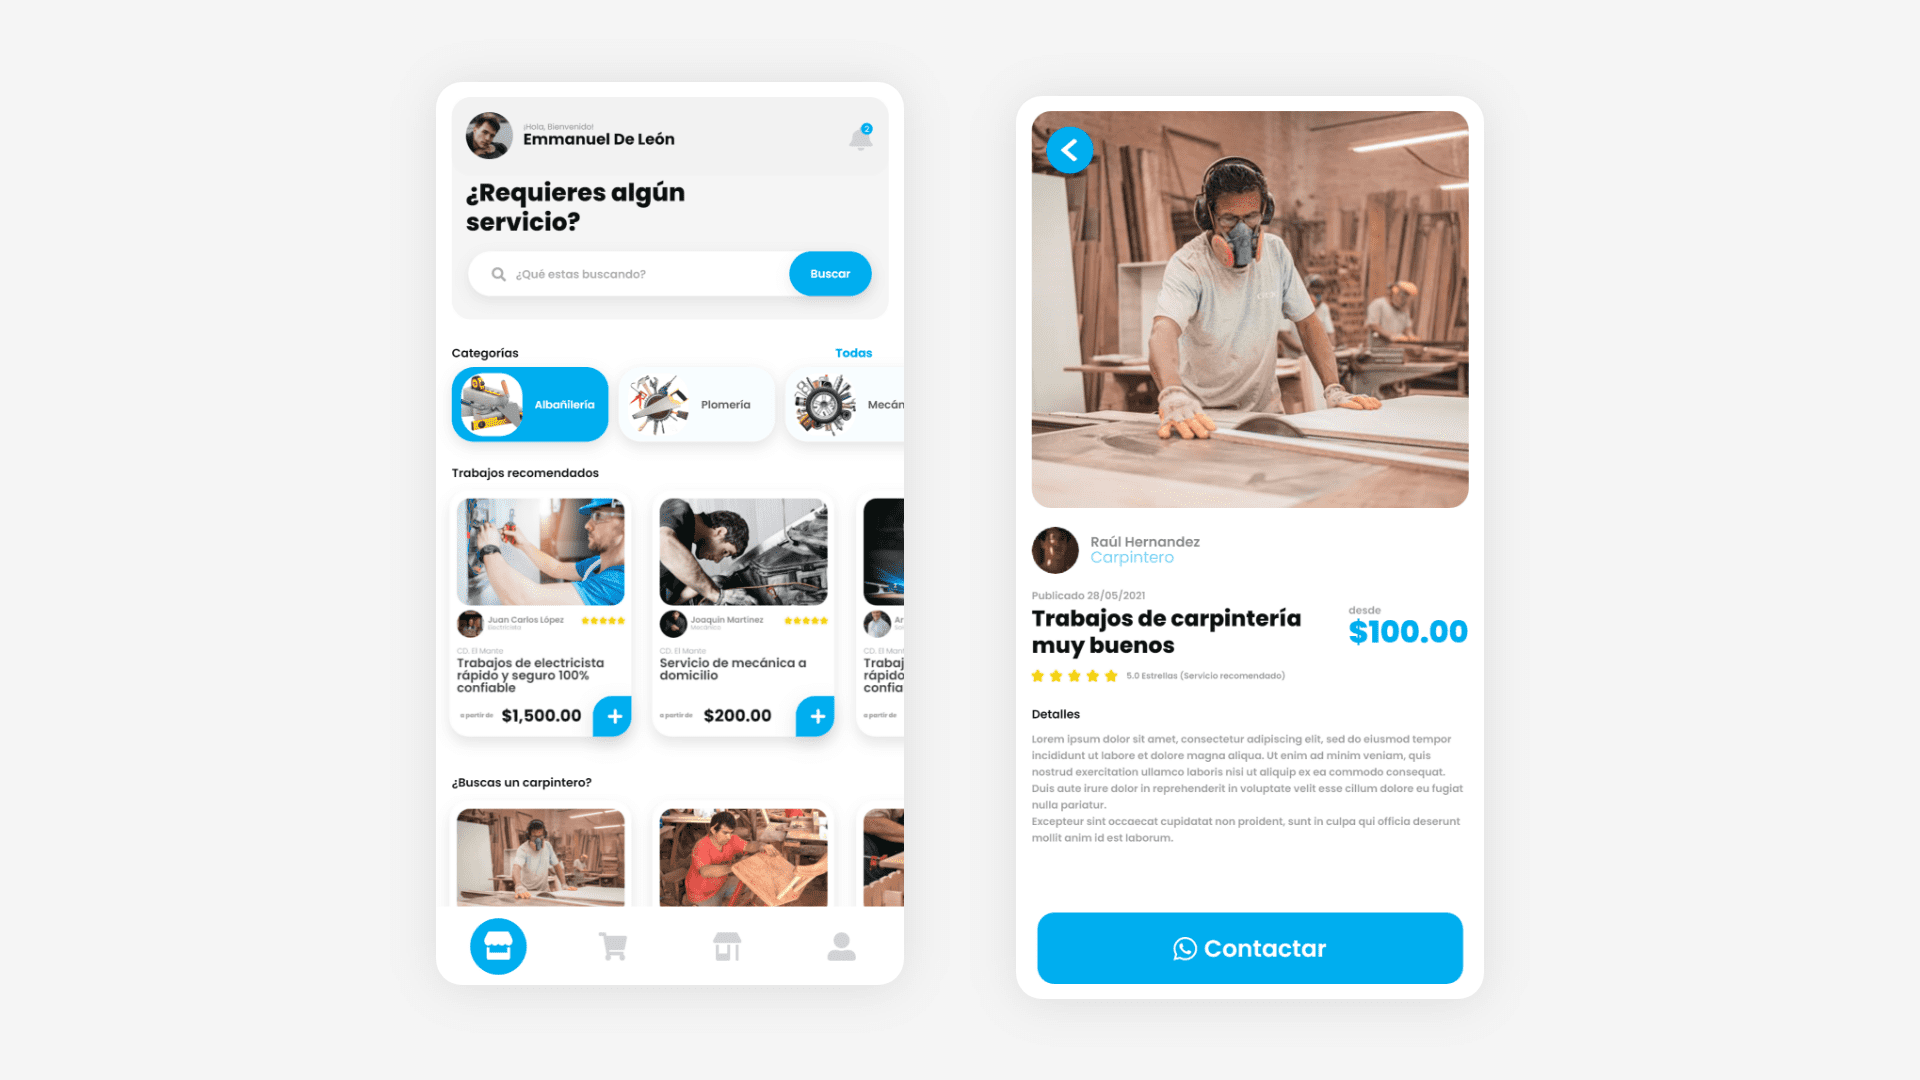 ¡Hola, Bienvenido!
Emmanuel De León
2
¿Requieres algún
servicio?
¿Qué estas buscando?
Buscar
Categorías
Todas
Albañilería
Plomería
Mecán
Trabajos recomendados
Juan Carlos López
Electricista
CD. El Mante
Trabajos de electricista
rápido y seguro 100%
confiable
a partir de
$1,500.00
Joaquín Martínez
Mecánico
CD. El Mante
Servicio de mecánica a
domicilio
a partir de
$200.00
Ar
CD. El Mante
Trabaj
rápido
confia
a partir de
¿Buscas un carpintero?
Raúl Hernandez
Carpintero
Publicado 28/05/2021
Trabajos de carpintería
muy buenos
desde
$100.00
5.0 Estrellas (Servicio recomendado)
Detalles
Lorem ipsum dolor sit amet, consectetur adipiscing elit, sed do eiusmod tempor
incididunt ut labore et dolore magna aliqua. Ut enim ad minim veniam, quis
nostrud exercitation ullamco laboris nisi ut aliquip ex ea commodo consequat.
Duis aute irure dolor in reprehenderit in voluptate velit esse cillum dolore eu fugiat
nulla pariatur.
Excepteur sint occaecat cupidatat non proident, sunt in culpa qui officia deserunt
mollit anim id est laborum.
Contactar